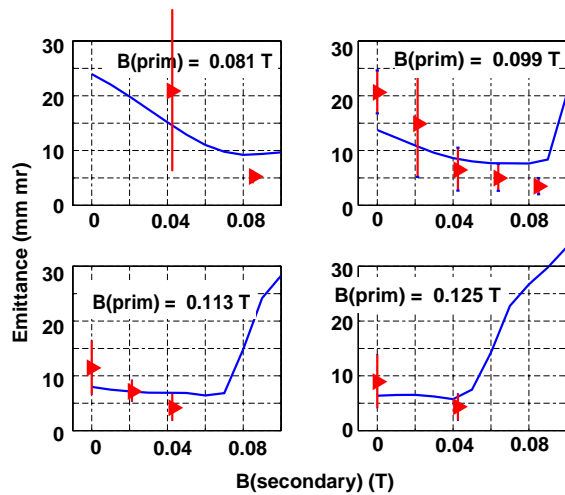 B(prim) = 0.081 T
B(prim) = 0.099 T
30
20
10
0
30
20
10
0
0 0.04 0.08
0 0.04 0.08
Emittance (mm mr)
B(prim) = 0.113 T
B(prim) = 0.125 T
30
20
10
0
30
20
10
0
0 0.04 0.08
0 0.04 0.08
B(secondary) (T)